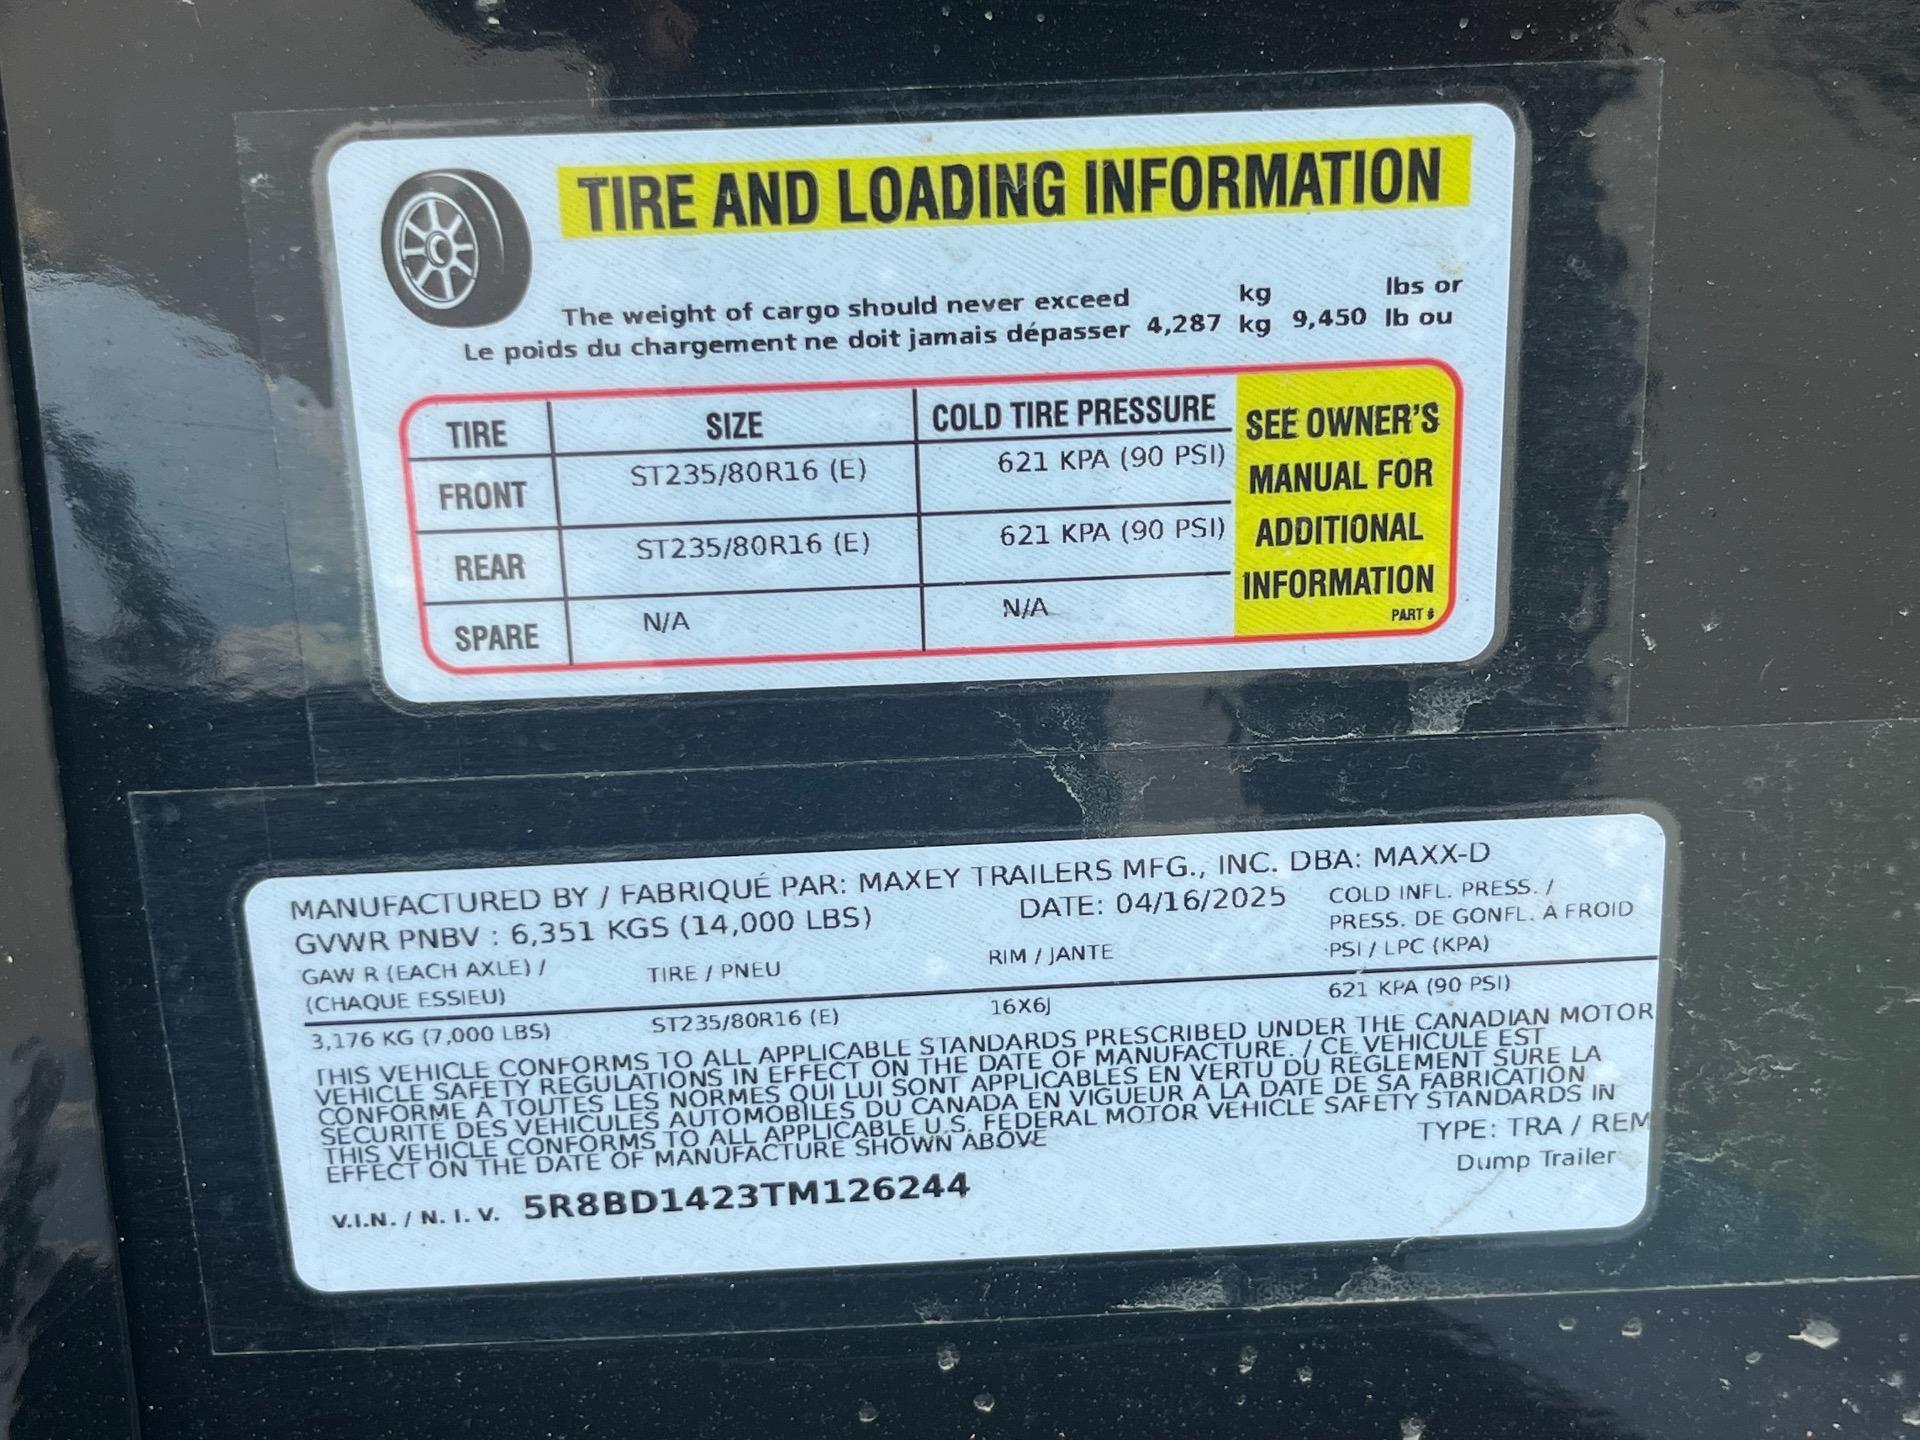 TIRE AND LOADING INFORMATION
The weight of cargo should never exceed kg lbs or
Le poids du chargement ne doit jamais dépasser 4,287 kg 9,450 lb ou
TIRE SIZE COLD TIRE PRESSURE
FRONT ST235/80R16 (E) 621 KPA (90 PSI)
REAR ST235/80R16 (E) 621 KPA (90 PSI)
SPARE N/A N/A
SEE OWNER'S
MANUAL FOR
ADDITIONAL
INFORMATION
PART #
MANUFACTURED BY / FABRIQUÉ PAR: MAXEY TRAILERS MFG., INC. DBA: MAXX-D
GVWR PNBV : 6,351 KGS (14,000 LBS) DATE: 04/16/2025
COLD INFL. PRESS. /
PRESS. DE GONFL. A FROID
PSI / LPC (KPA)
GAW R (EACH AXLE) / TIRE / PNEU RIM / JANTE
(CHAQUE ESSIEU)
3,176 KG (7,000 LBS) ST235/80R16 (E) 16X6J 621 KPA (90 PSI)
THIS VEHICLE CONFORMS TO ALL APPLICABLE STANDARDS PRESCRIBED UNDER THE CANADIAN MOTOR
VEHICLE SAFETY REGULATIONS IN EFFECT ON THE DATE OF MANUFACTURE. / CE VEHICULE EST
CONFORME A TOUTES LES NORMES QUI LUI SONT APPLICABLES EN VERTU DU REGLEMENT SURE LA
SECURITE DES VEHICULES AUTOMOBILES DU CANADA EN VIGUEUR A LA DATE DE SA FABRICATION
THIS VEHICLE CONFORMS TO ALL APPLICABLE U.S. FEDERAL MOTOR VEHICLE SAFETY STANDARDS IN
EFFECT ON THE DATE OF MANUFACTURE SHOWN ABOVE
TYPE: TRA / REM
Dump Trailer
V.I.N. / N. I. V. 5R8BD1423TM126244